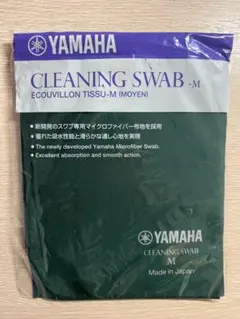 YAMAHA
CLEANING SWAB -M
ECOUVILLON TISSU-M (MOYEN)
● 新開発のスワブ専用マイクロファイバー布地を採用
● 優れた吸水性能と滑らかな通し心地を実現
● The newly developed Yamaha Microfiber Swab.
● Excellent absorption and smooth action.
YAMAHA
CLEANING SWAB
M
Made in Japan